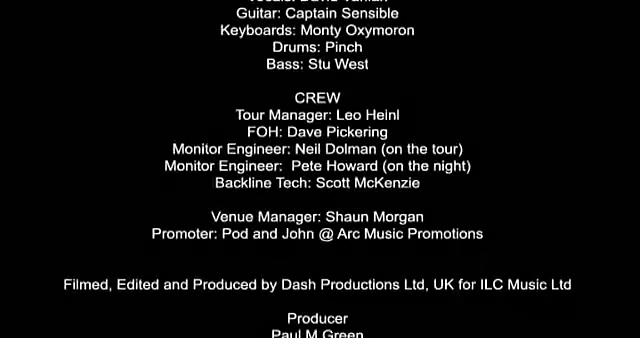 Guitar: Captain Sensible
Keyboards: Monty Oxymoron
Drums: Pinch
Bass: Stu West
CREW
Tour Manager: Leo Heinl
FOH: Dave Pickering
Monitor Engineer: Neil Dolman (on the tour)
Monitor Engineer:  Pete Howard (on the night)
Backline Tech: Scott McKenzie
Venue Manager: Shaun Morgan
Promoter: Pod and John @ Arc Music Promotions
Filmed, Edited and Produced by Dash Productions Ltd, UK for ILC Music Ltd
Producer
Paul M Green